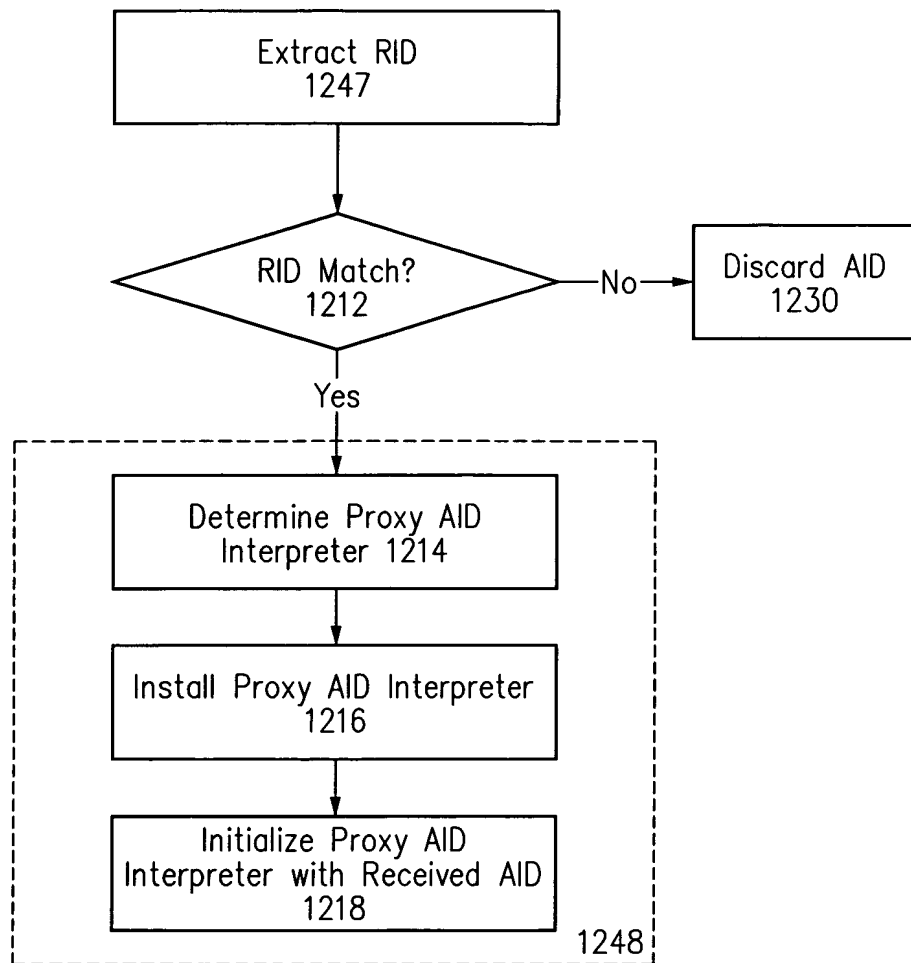 Extract RID
1247
RID Match?
1212
No
Discard AID
1230
Yes
Determine Proxy AID
Interpreter 1214
Install Proxy AID Interpreter
1216
Initialize Proxy AID
Interpreter with Received AID
1218
1248